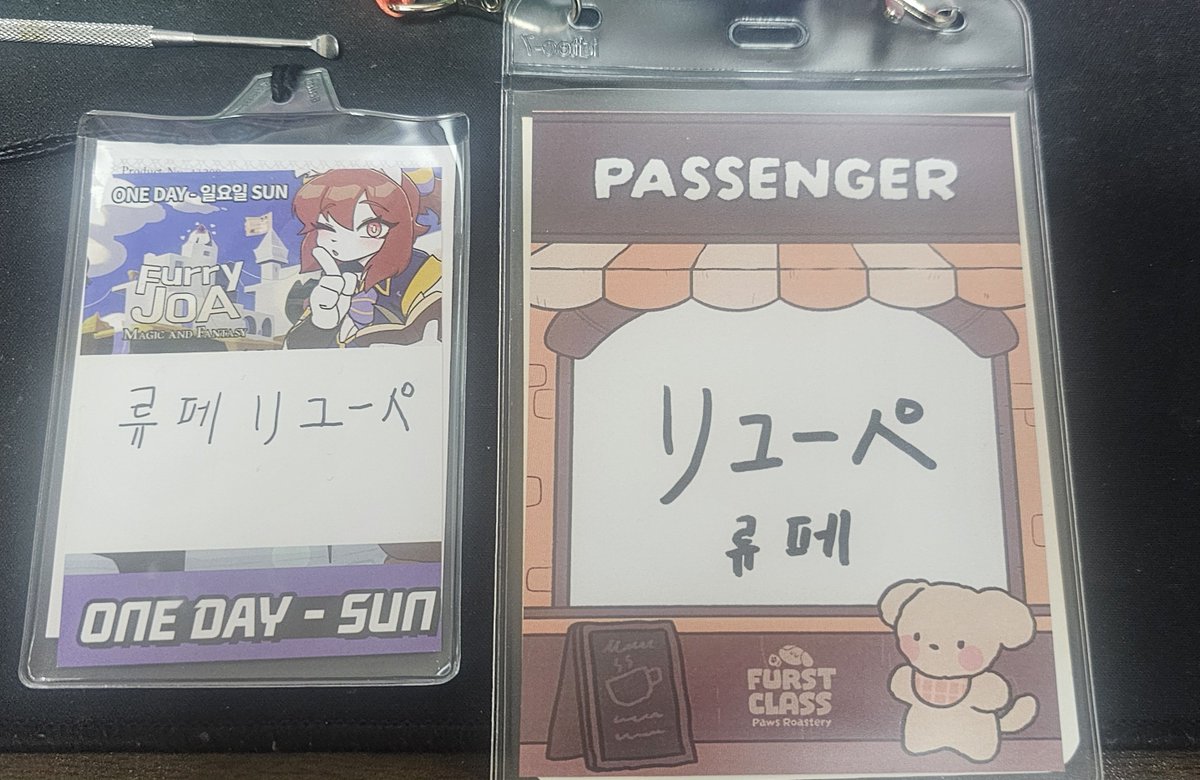 ONE DAY - 일요일 SUN
Furry
JOA
MAGIC AND FANTASY
류페 リューペ
ONE DAY - SUN
PASSENGER
リューペ
류페
FURST
CLASS
Paws Roastery